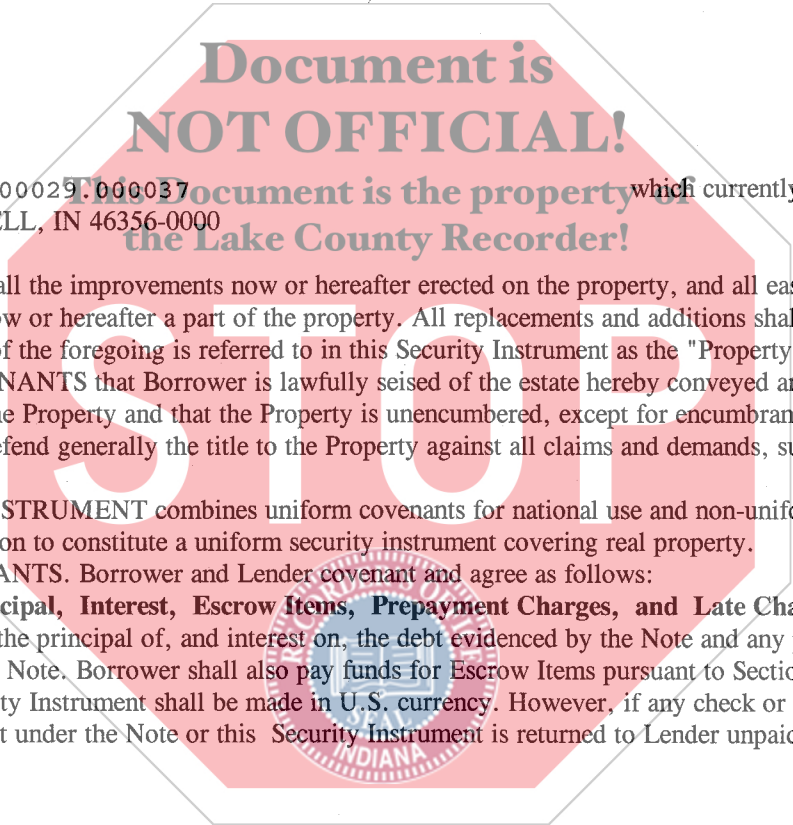 Document is
NOT OFFICIAL!
00029.000037 which currently
This Document is the property of
ELL, IN 46356-0000
the Lake County Recorder!
all the improvements now or hereafter erected on the property, and all eas
ow or hereafter a part of the property. All replacements and additions shal
of the foregoing is referred to in this Security Instrument as the "Property
NANTS that Borrower is lawfully seised of the estate hereby conveyed an
he Property and that the Property is unencumbered, except for encumbran
efend generally the title to the Property against all claims and demands, su
STOP
STRUMENT combines uniform covenants for national use and non-unifo
on to constitute a uniform security instrument covering real property.
ANTS. Borrower and Lender covenant and agree as follows:
cipal, Interest, Escrow Items, Prepayment Charges, and Late Cha
the principal of, and interest on, the debt evidenced by the Note and any
Note. Borrower shall also pay funds for Escrow Items pursuant to Sectio
ty Instrument shall be made in U.S. currency. However, if any check or
t under the Note or this Security Instrument is returned to Lender unpaid
SEAL
INDIANA